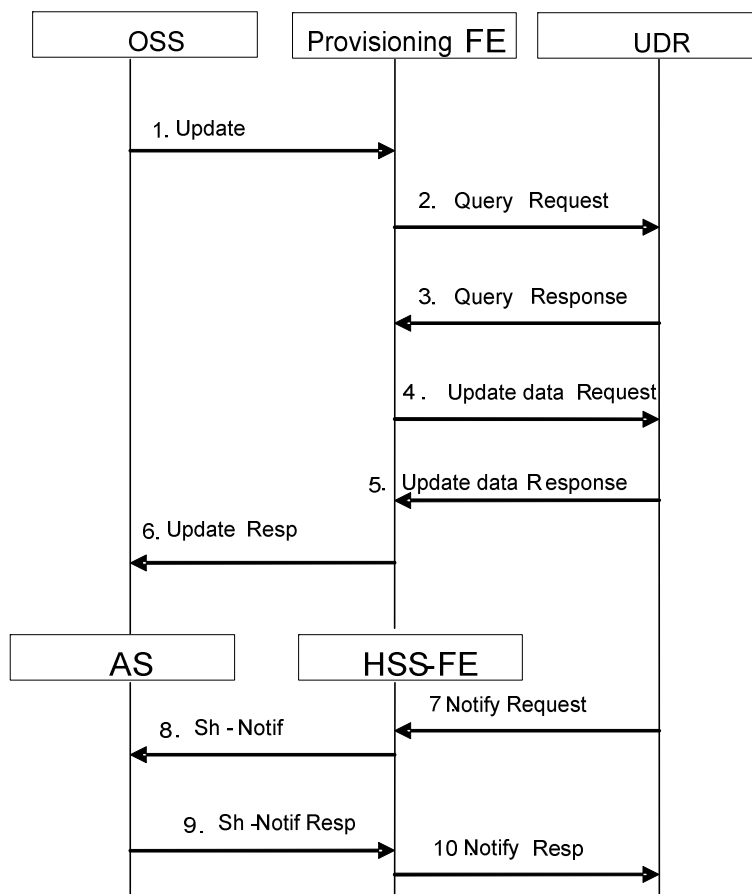 OSS
Provisioning FE
UDR
1. Update
2. Query Request
3. Query Response
4. Update data Request
5. Update data Response
6. Update Resp
AS
HSS-FE
7 Notify Request
8. Sh-Notif
9. Sh-Notif Resp
10 Notify Resp